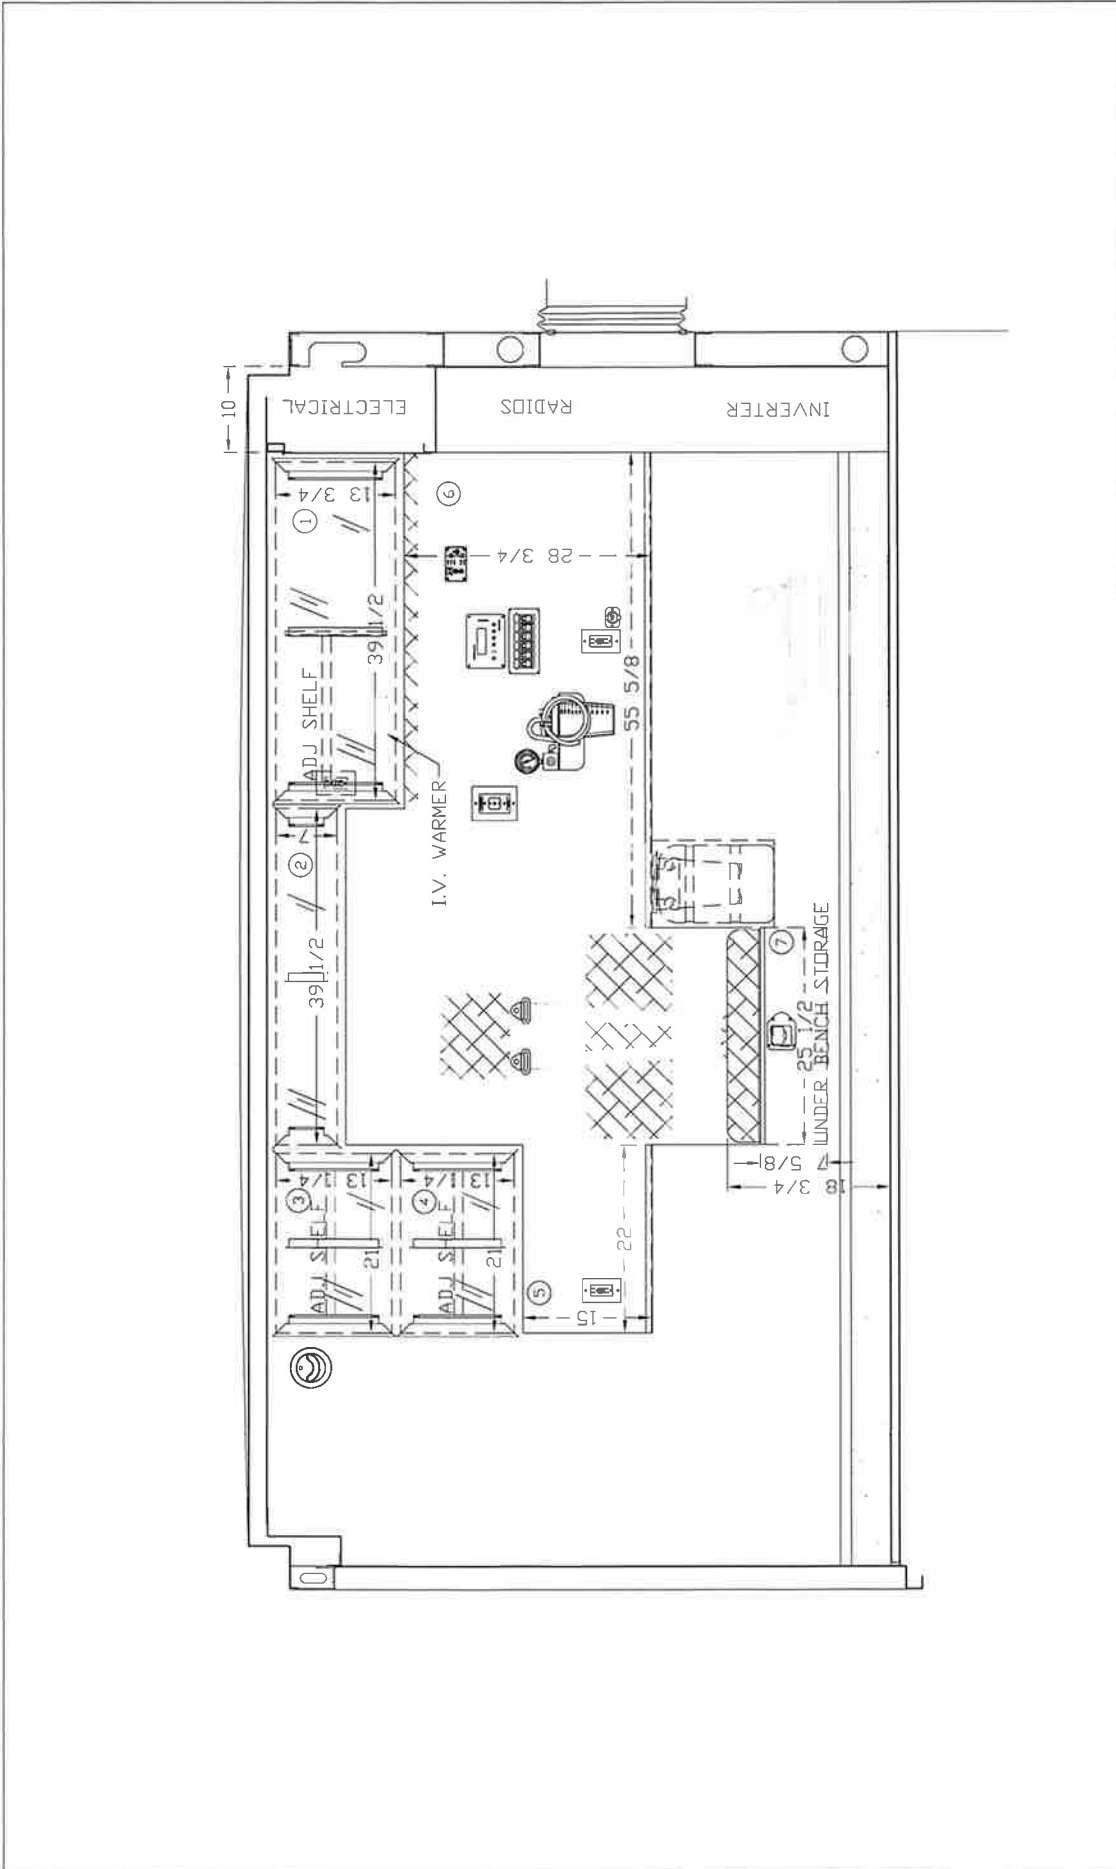 10
ELECTRICAL
RADIOS
INVERTER
13 3/4
1
39 1/2
ADJ SHELF
I.V. WARMER
6
28 3/4
55 5/8
7
2
39 1/2
3
13 1/4
ADJ SHELF
21
4
13 1/4
ADJ SHELF
21
5
15
22
7
25 1/2
UNDER BENCH STORAGE
7 5/8
18 3/4